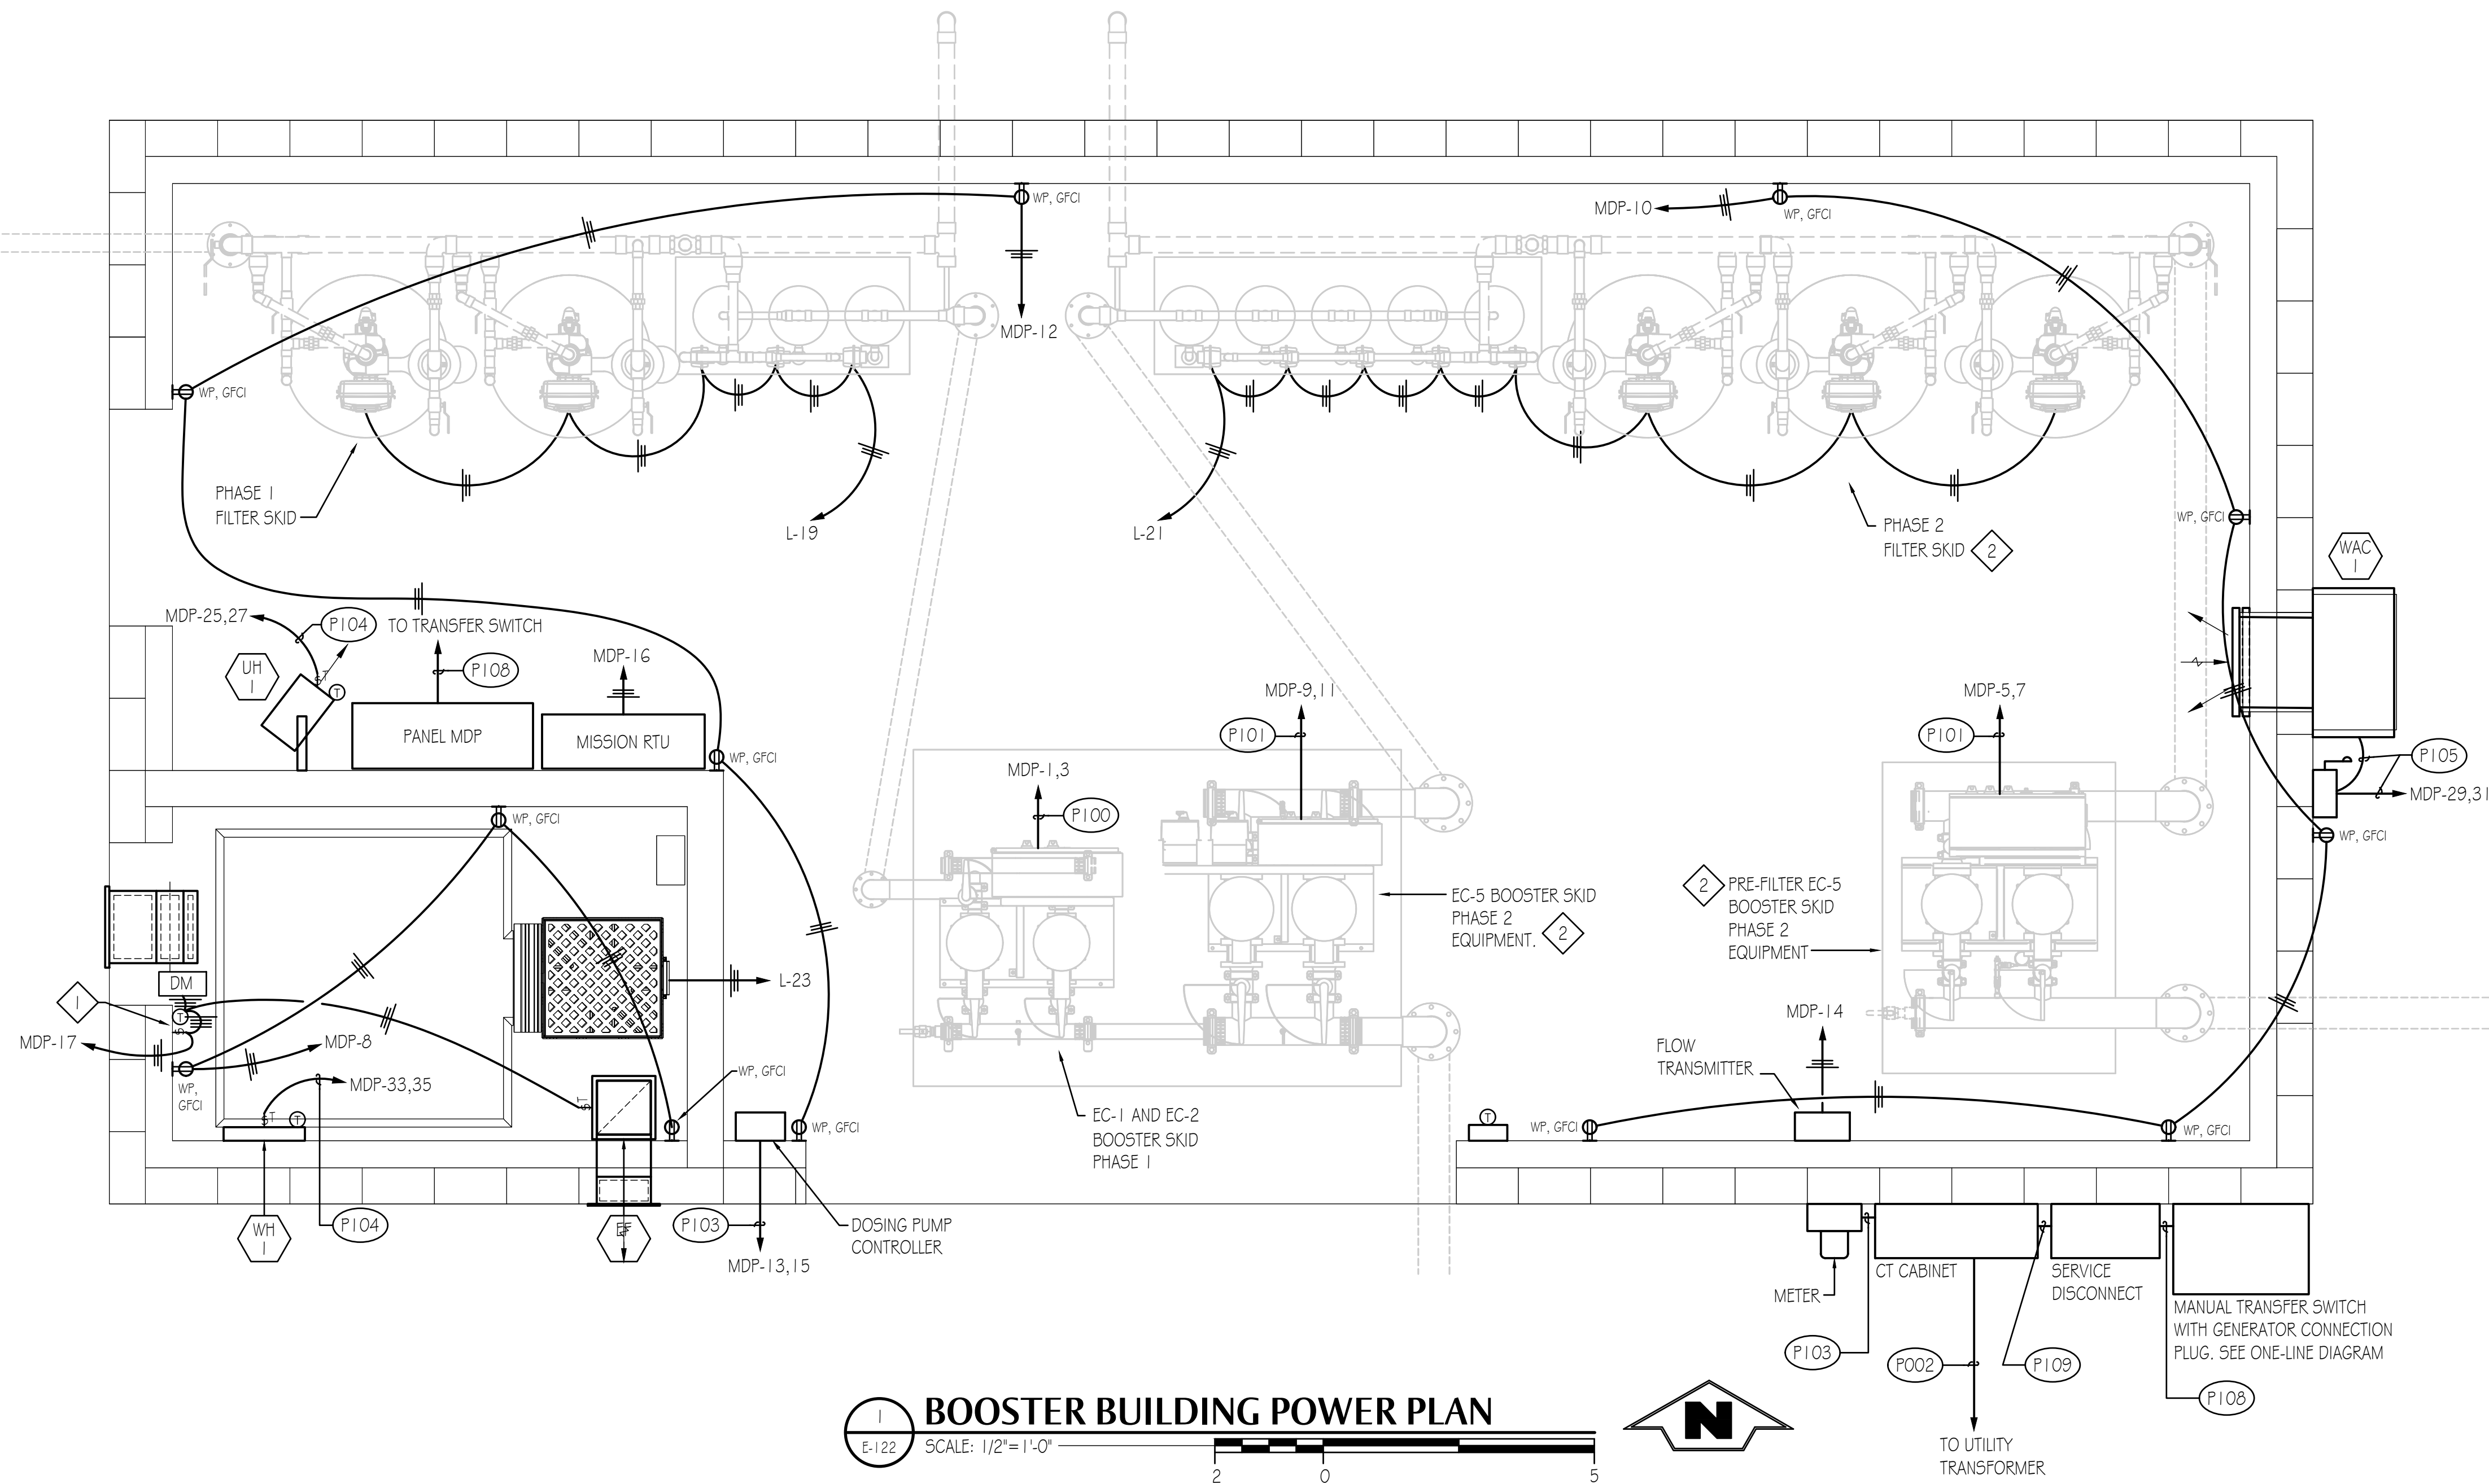 WP, GFCI
MDP-10
WP, GFCI
MDP-12
WP, GFCI
PHASE 1
FILTER SKID
L-19
L-21
WP, GFCI
PHASE 2
FILTER SKID
2
WAC
1
MDP-25,27
P104
TO TRANSFER SWITCH
UH
1
T
T
P108
MDP-16
PANEL MDP
MISSION RTU
WP, GFCI
MDP-9,11
P101
MDP-5,7
P101
P105
MDP-29,31
WP, GFCI
MDP-1,3
P100
WP, GFCI
EC-5 BOOSTER SKID
PHASE 2
EQUIPMENT.
2
2
PRE-FILTER EC-5
BOOSTER SKID
PHASE 2
EQUIPMENT
DM
1
T
L-23
MDP-17
MDP-8
WP,
GFCI
MDP-33,35
T
T
T
WP, GFCI
WP, GFCI
MDP-14
FLOW
TRANSMITTER
T
WP, GFCI
WP, GFCI
EC-1 AND EC-2
BOOSTER SKID
PHASE 1
WH
1
P104
EF
P103
DOSING PUMP
CONTROLLER
MDP-13,15
METER
CT CABINET
SERVICE
DISCONNECT
MANUAL TRANSFER SWITCH
WITH GENERATOR CONNECTION
PLUG. SEE ONE-LINE DIAGRAM
P103
P002
P109
P108
TO UTILITY
TRANSFORMER
1
E-122
BOOSTER BUILDING POWER PLAN
SCALE: 1/2"=1'-0"
2
0
5
N